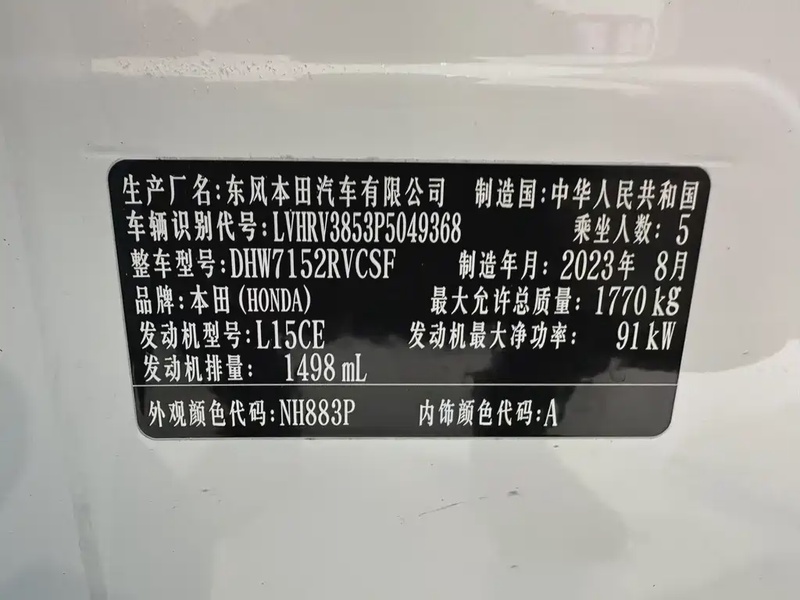 生产厂名:东风本田汽车有限公司 制造国:中华人民共和国
车辆识别代号:LVHRV3853P5049368 乘坐人数: 5
整车型号:DHW7152RVCSF 制造年月: 2023年 8月
品牌: 本田(HONDA) 最大允许总质量: 1770kg
发动机型号:L15CE 发动机最大净功率: 91kW
发动机排量: 1498mL
外观颜色代码:NH883P 内饰颜色代码: A